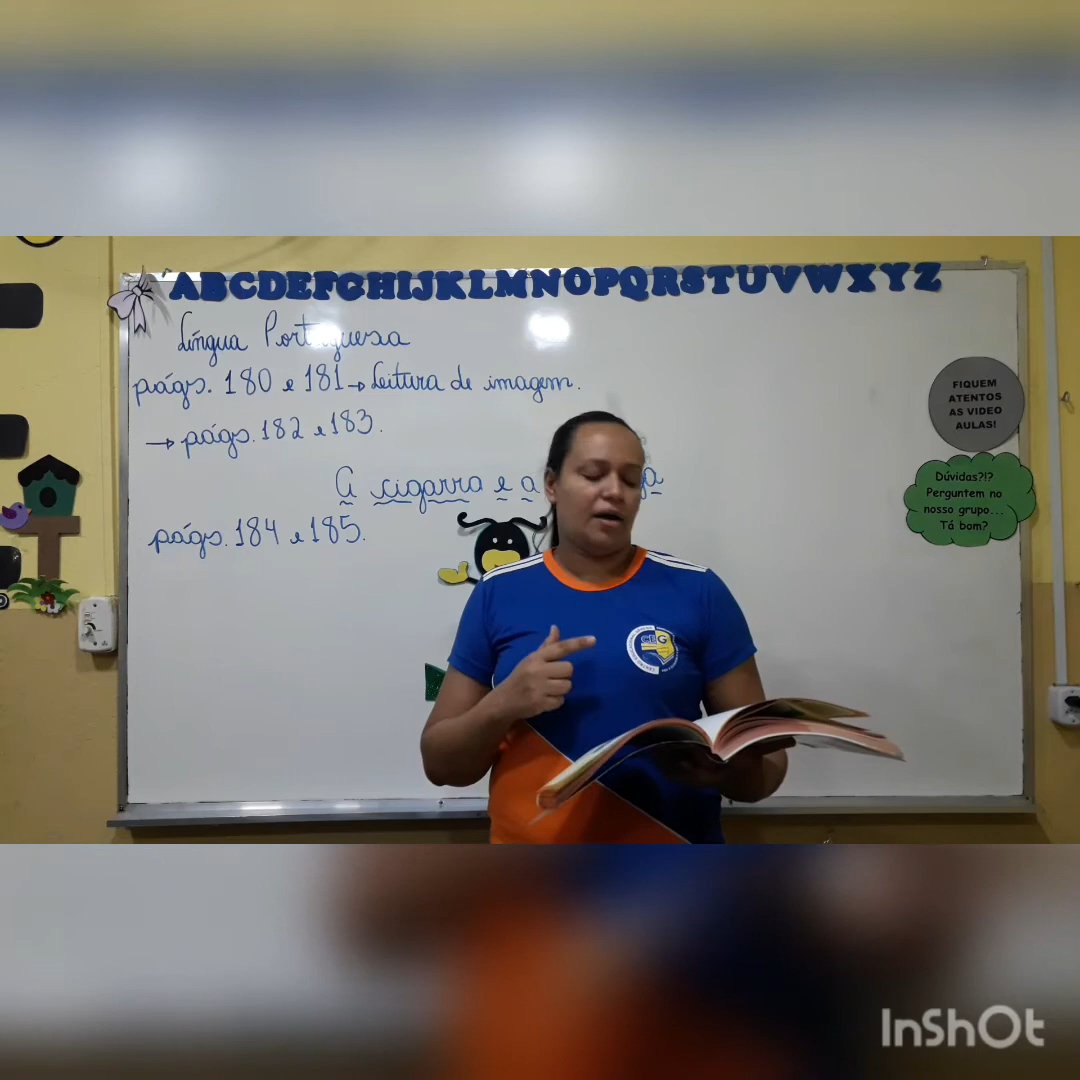 ABCDEFGHIJKLMNOPQRSTUVWXYZ
Língua Portuguesa
págs. 180 e 181 → Leitura de imagem.
→ págs. 182 e 183.
A cigarra e a
págs. 184 e 185.
FIQUEM
ATENTOS
AS VIDEO
AULAS!
Dúvidas?!?
Perguntem no
nosso grupo...
Tá bom?
CEG
InShOt